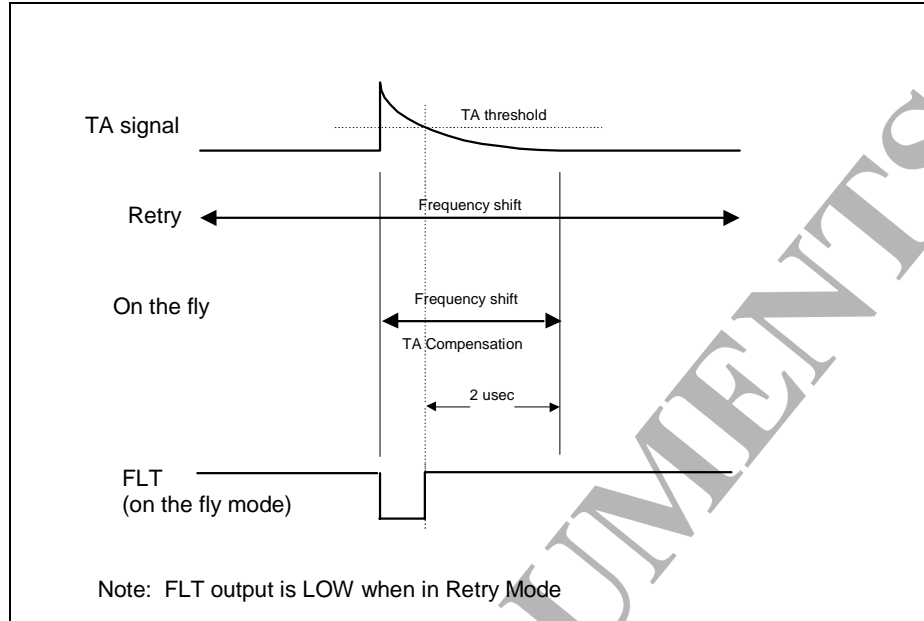 TA signal
TA threshold
Retry
Frequency shift
On the fly
Frequency shift
TA Compensation
2 usec
FLT
(on the fly mode)
Note: FLT output is LOW when in Retry Mode
UMENTS